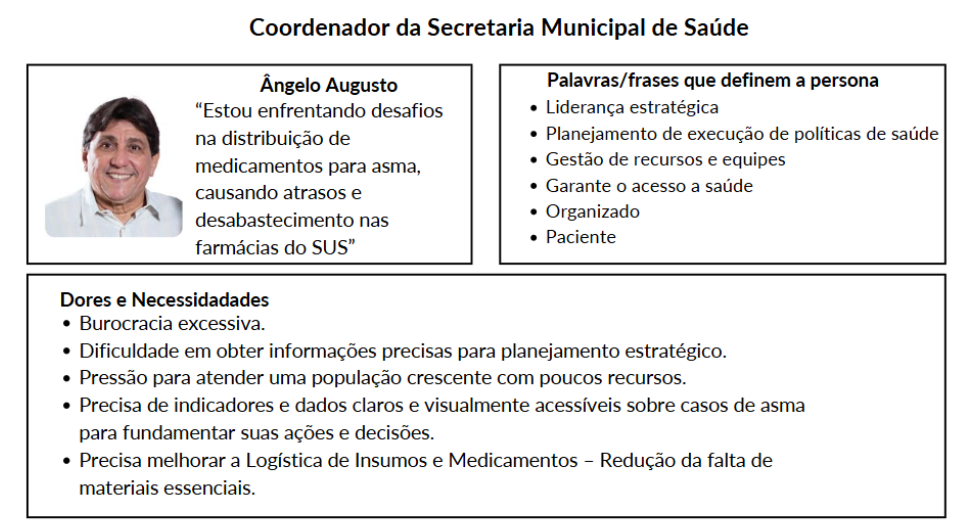 Coordenador da Secretaria Municipal de Saúde
Ângelo Augusto
“Estou enfrentando desafios
na distribuição de
medicamentos para asma,
causando atrasos e
desabastecimento nas
farmácias do SUS”
Palavras/frases que definem a persona
• Liderança estratégica
• Planejamento de execução de políticas de saúde
• Gestão de recursos e equipes
• Garante o acesso a saúde
• Organizado
• Paciente
Dores e Necessidadades
• Burocracia excessiva.
• Dificuldade em obter informações precisas para planejamento estratégico.
• Pressão para atender uma população crescente com poucos recursos.
• Precisa de indicadores e dados claros e visualmente acessíveis sobre casos de asma
para fundamentar suas ações e decisões.
• Precisa melhorar a Logística de Insumos e Medicamentos – Redução da falta de
materiais essenciais.